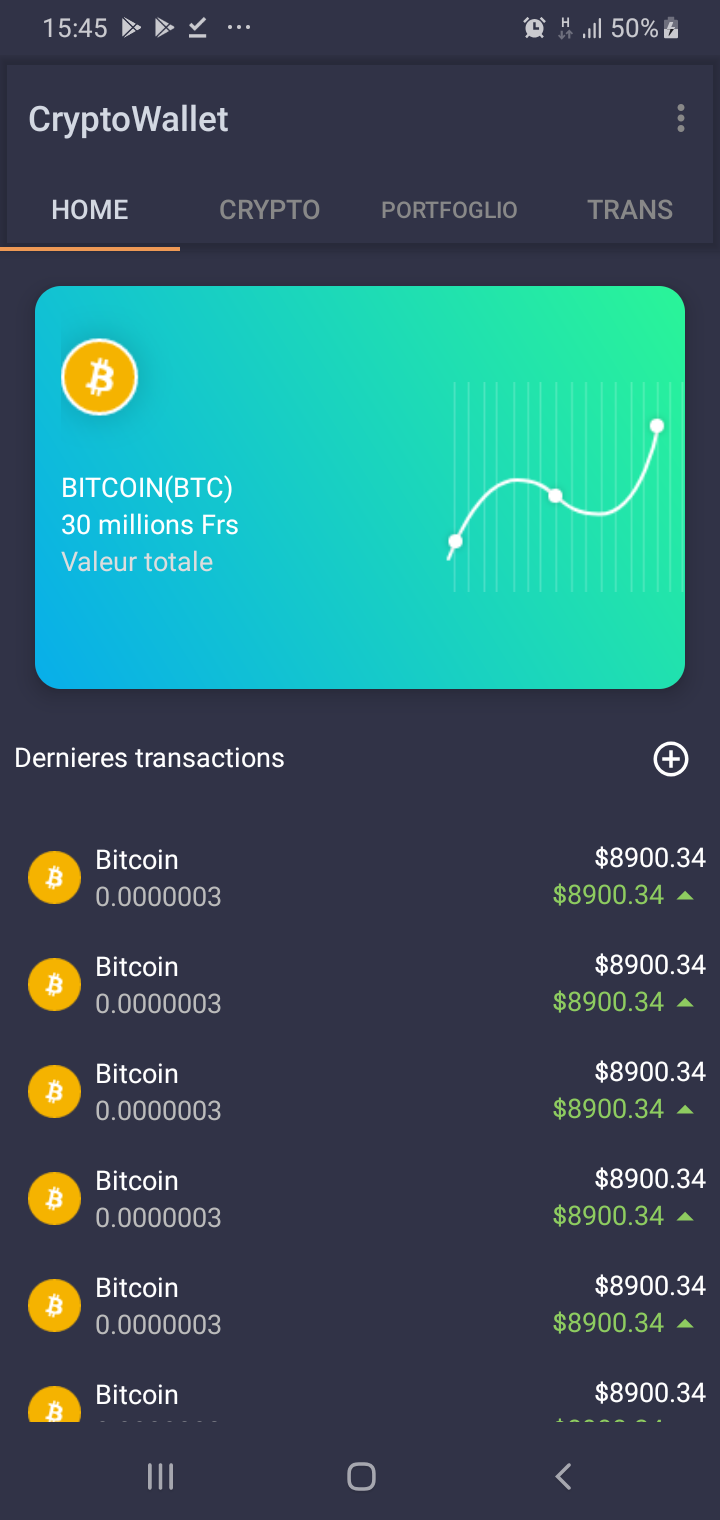 15:45
H 50%
CryptoWallet
HOME CRYPTO PORTFOGLIO TRANS
BITCOIN(BTC)
30 millions Frs
Valeur totale
Dernieres transactions
Bitcoin $8900.34
0.0000003 $8900.34
Bitcoin $8900.34
0.0000003 $8900.34
Bitcoin $8900.34
0.0000003 $8900.34
Bitcoin $8900.34
0.0000003 $8900.34
Bitcoin $8900.34
0.0000003 $8900.34
Bitcoin $8900.34